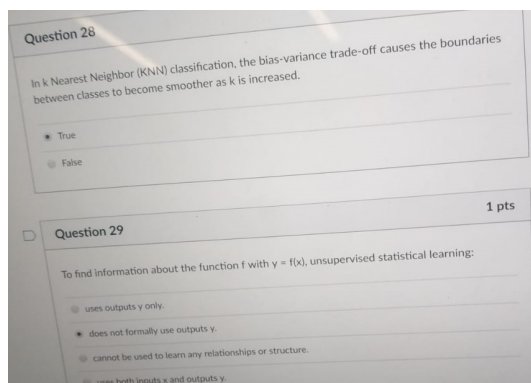 Question 28
In k Nearest Neighbor (KNN) classification, the bias-variance trade-off causes the boundaries
between classes to become smoother as k is increased.
True
False
1 pts
Question 29
To find information about the function f with y = f(x), unsupervised statistical learning:
uses outputs y only.
does not formally use outputs y.
cannot be used to learn any relationships or structure.
uses both inputs x and outputs y.